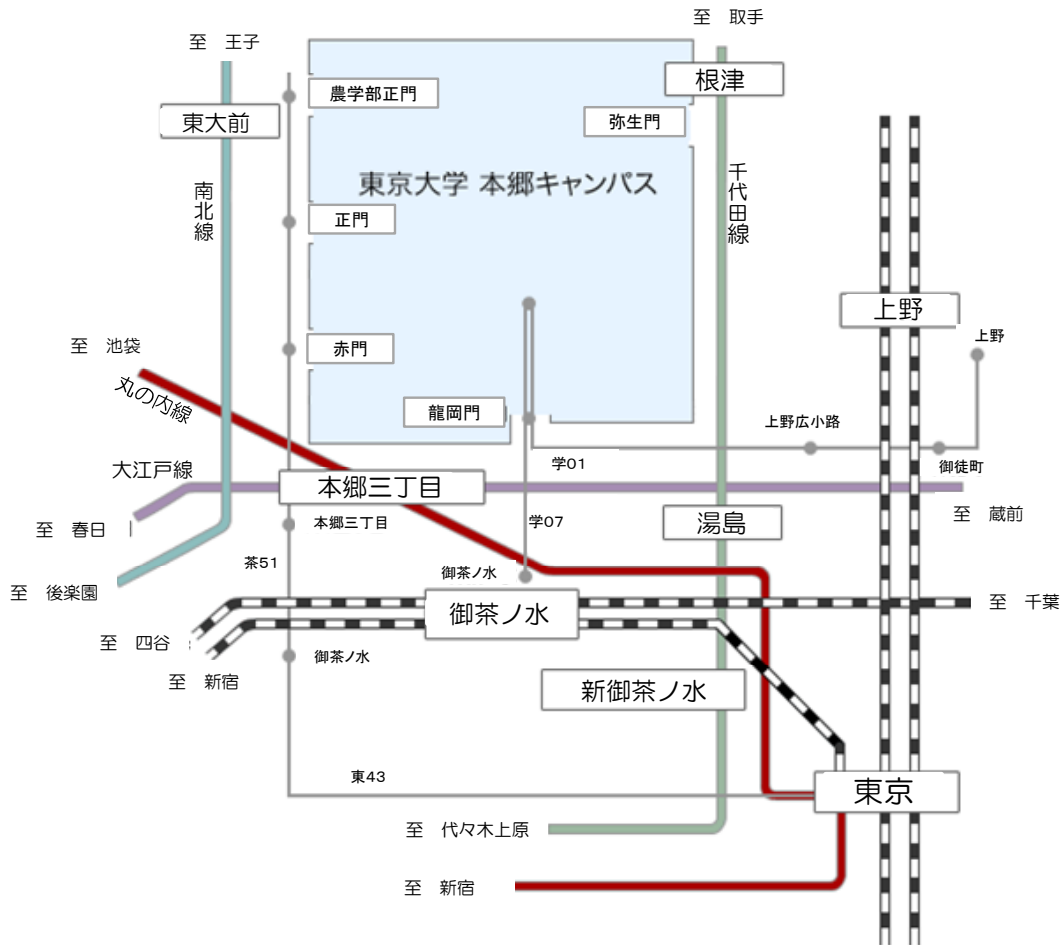 至　取手
至　王子
根津
農学部正門
東大前
弥生門
東京大学 本郷キャンパス
南北線
千代田線
正門
上野
上野
至　池袋
赤門
丸の内線
龍岡門
上野広小路
学01
御徒町
大江戸線
本郷三丁目
至　蔵前
湯島
至　春日
本郷三丁目
学07
茶51
御茶ノ水
至　後楽園
御茶ノ水
至　千葉
至　四谷
御茶ノ水
至　新宿
新御茶ノ水
東43
東京
至　代々木上原
至　新宿